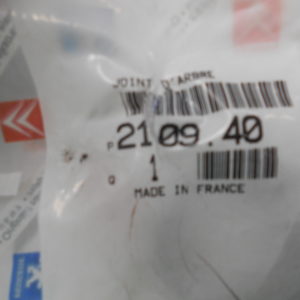 JOINT D'ARBRE
P 2109.40
Q 1
MADE IN FRANCE